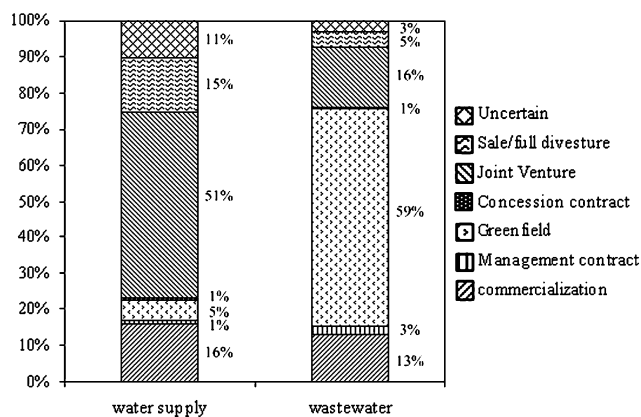 100%
90%
80%
70%
60%
50%
40%
30%
20%
10%
0%
11%
15%
51%
1%
5%
1%
16%
3%
5%
16%
1%
59%
3%
13%
water supply
wastewater
Uncertain
Sale/full divesture
Joint Venture
Concession contract
Greenfield
Management contract
commercialization